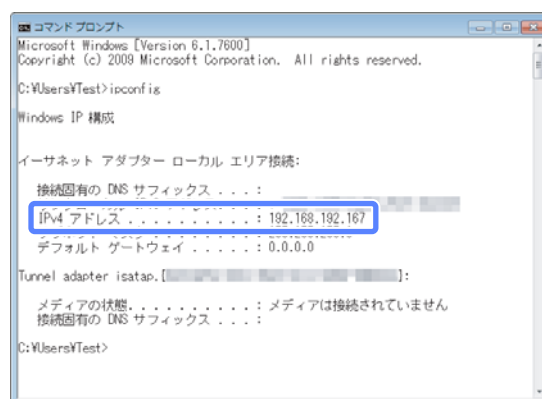 コマンド プロンプト
Microsoft Windows [Version 6.1.7600]
Copyright (c) 2009 Microsoft Corporation.  All rights reserved.
C:¥Users¥Test>ipconfig
Windows IP 構成
イーサネット アダプター ローカル エリア接続:
接続固有の DNS サフィックス . . . :
IPv4 アドレス . . . . . . . . . . : 192.168.192.167
デフォルト ゲートウェイ . . . . . : 0.0.0.0
Tunnel adapter isatap.[ ]:
メディアの状態. . . . . . . . . . : メディアは接続されていません
接続固有の DNS サフィックス . . . :
C:¥Users¥Test>